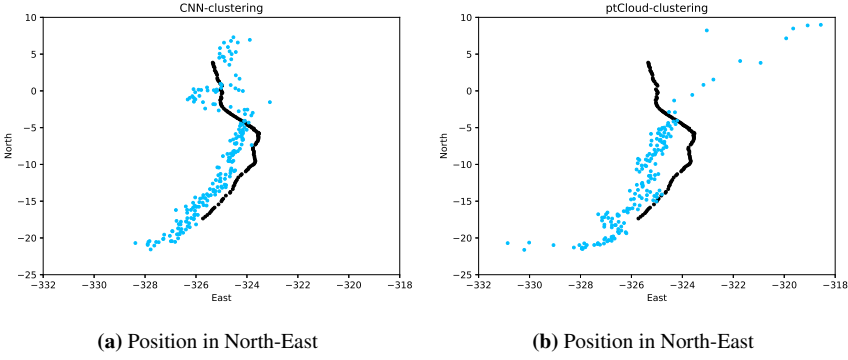 CNN-clustering
10
5
0
−5
−10
−15
−20
−25
North
−332 −330 −328 −326 −324 −322 −320 −318
East
(a) Position in North-East
ptCloud-clustering
10
5
0
−5
−10
−15
−20
−25
North
−332 −330 −328 −326 −324 −322 −320 −318
East
(b) Position in North-East